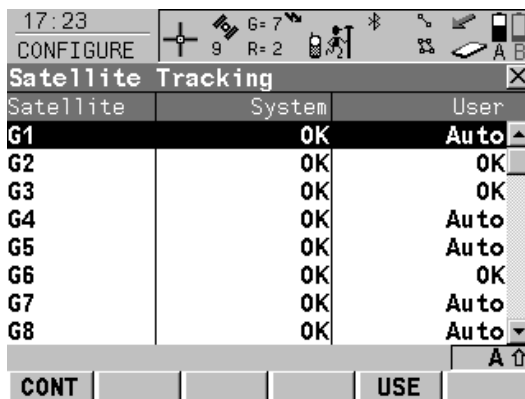 17:23 G= 7
CONFIGURE 9 R= 2 A B
Satellite Tracking
Satellite System User
G1 OK Auto
G2 OK OK
G3 OK OK
G4 OK Auto
G5 OK Auto
G6 OK OK
G7 OK Auto
G8 OK Auto
A
CONT USE